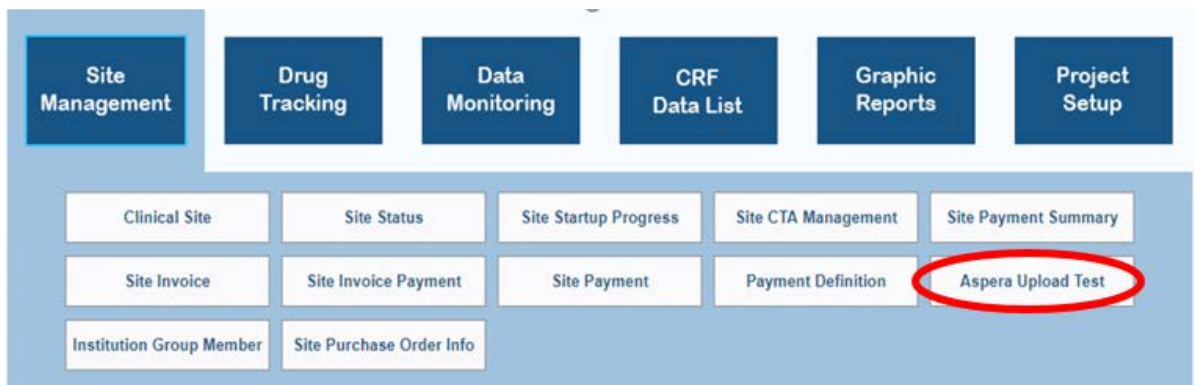 Site
Management
Drug
Tracking
Data
Monitoring
CRF
Data List
Graphic
Reports
Project
Setup
Clinical Site
Site Status
Site Startup Progress
Site CTA Management
Site Payment Summary
Site Invoice
Site Invoice Payment
Site Payment
Payment Definition
Aspera Upload Test
Institution Group Member
Site Purchase Order Info